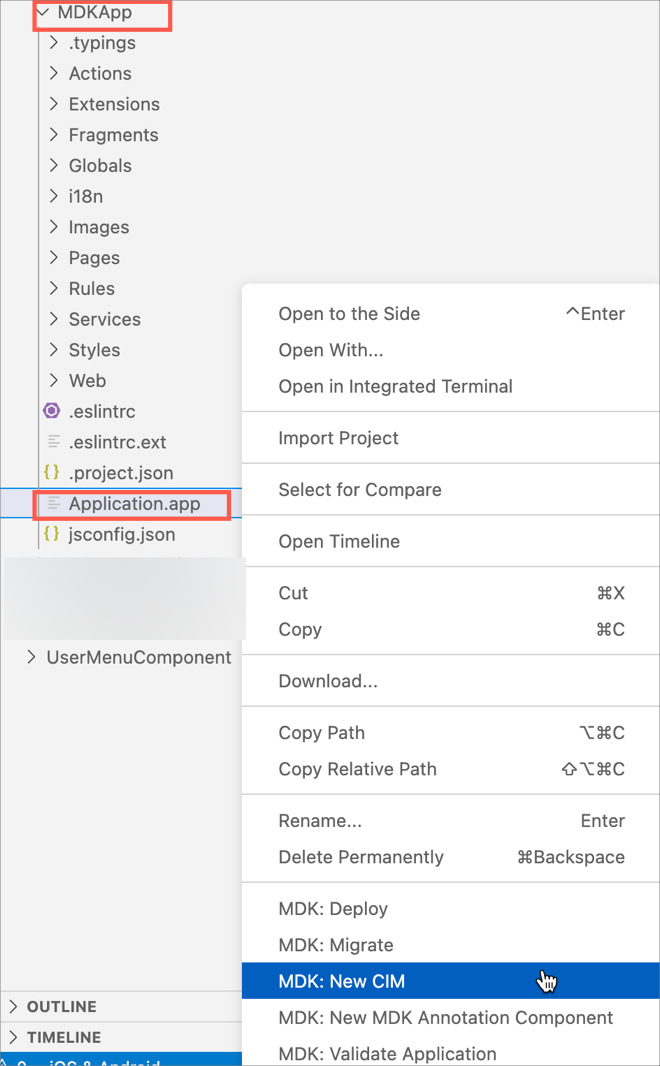 MDKApp
.typings
Actions
Extensions
Fragments
Globals
i18n
Images
Pages
Rules
Services
Styles
Web
.eslintrc
.eslintrc.ext
{} .project.json
Application.app
{} jsconfig.json
UserMenuComponent
OUTLINE
TIMELINE
iOS & Android
Open to the Side ^Enter
Open With...
Open in Integrated Terminal
Import Project
Select for Compare
Open Timeline
Cut ⌘X
Copy ⌘C
Download...
Copy Path ⌥⌘C
Copy Relative Path ⇧⌥⌘C
Rename... Enter
Delete Permanently ⌘Backspace
MDK: Deploy
MDK: Migrate
MDK: New CIM
MDK: New MDK Annotation Component
MDK: Validate Application